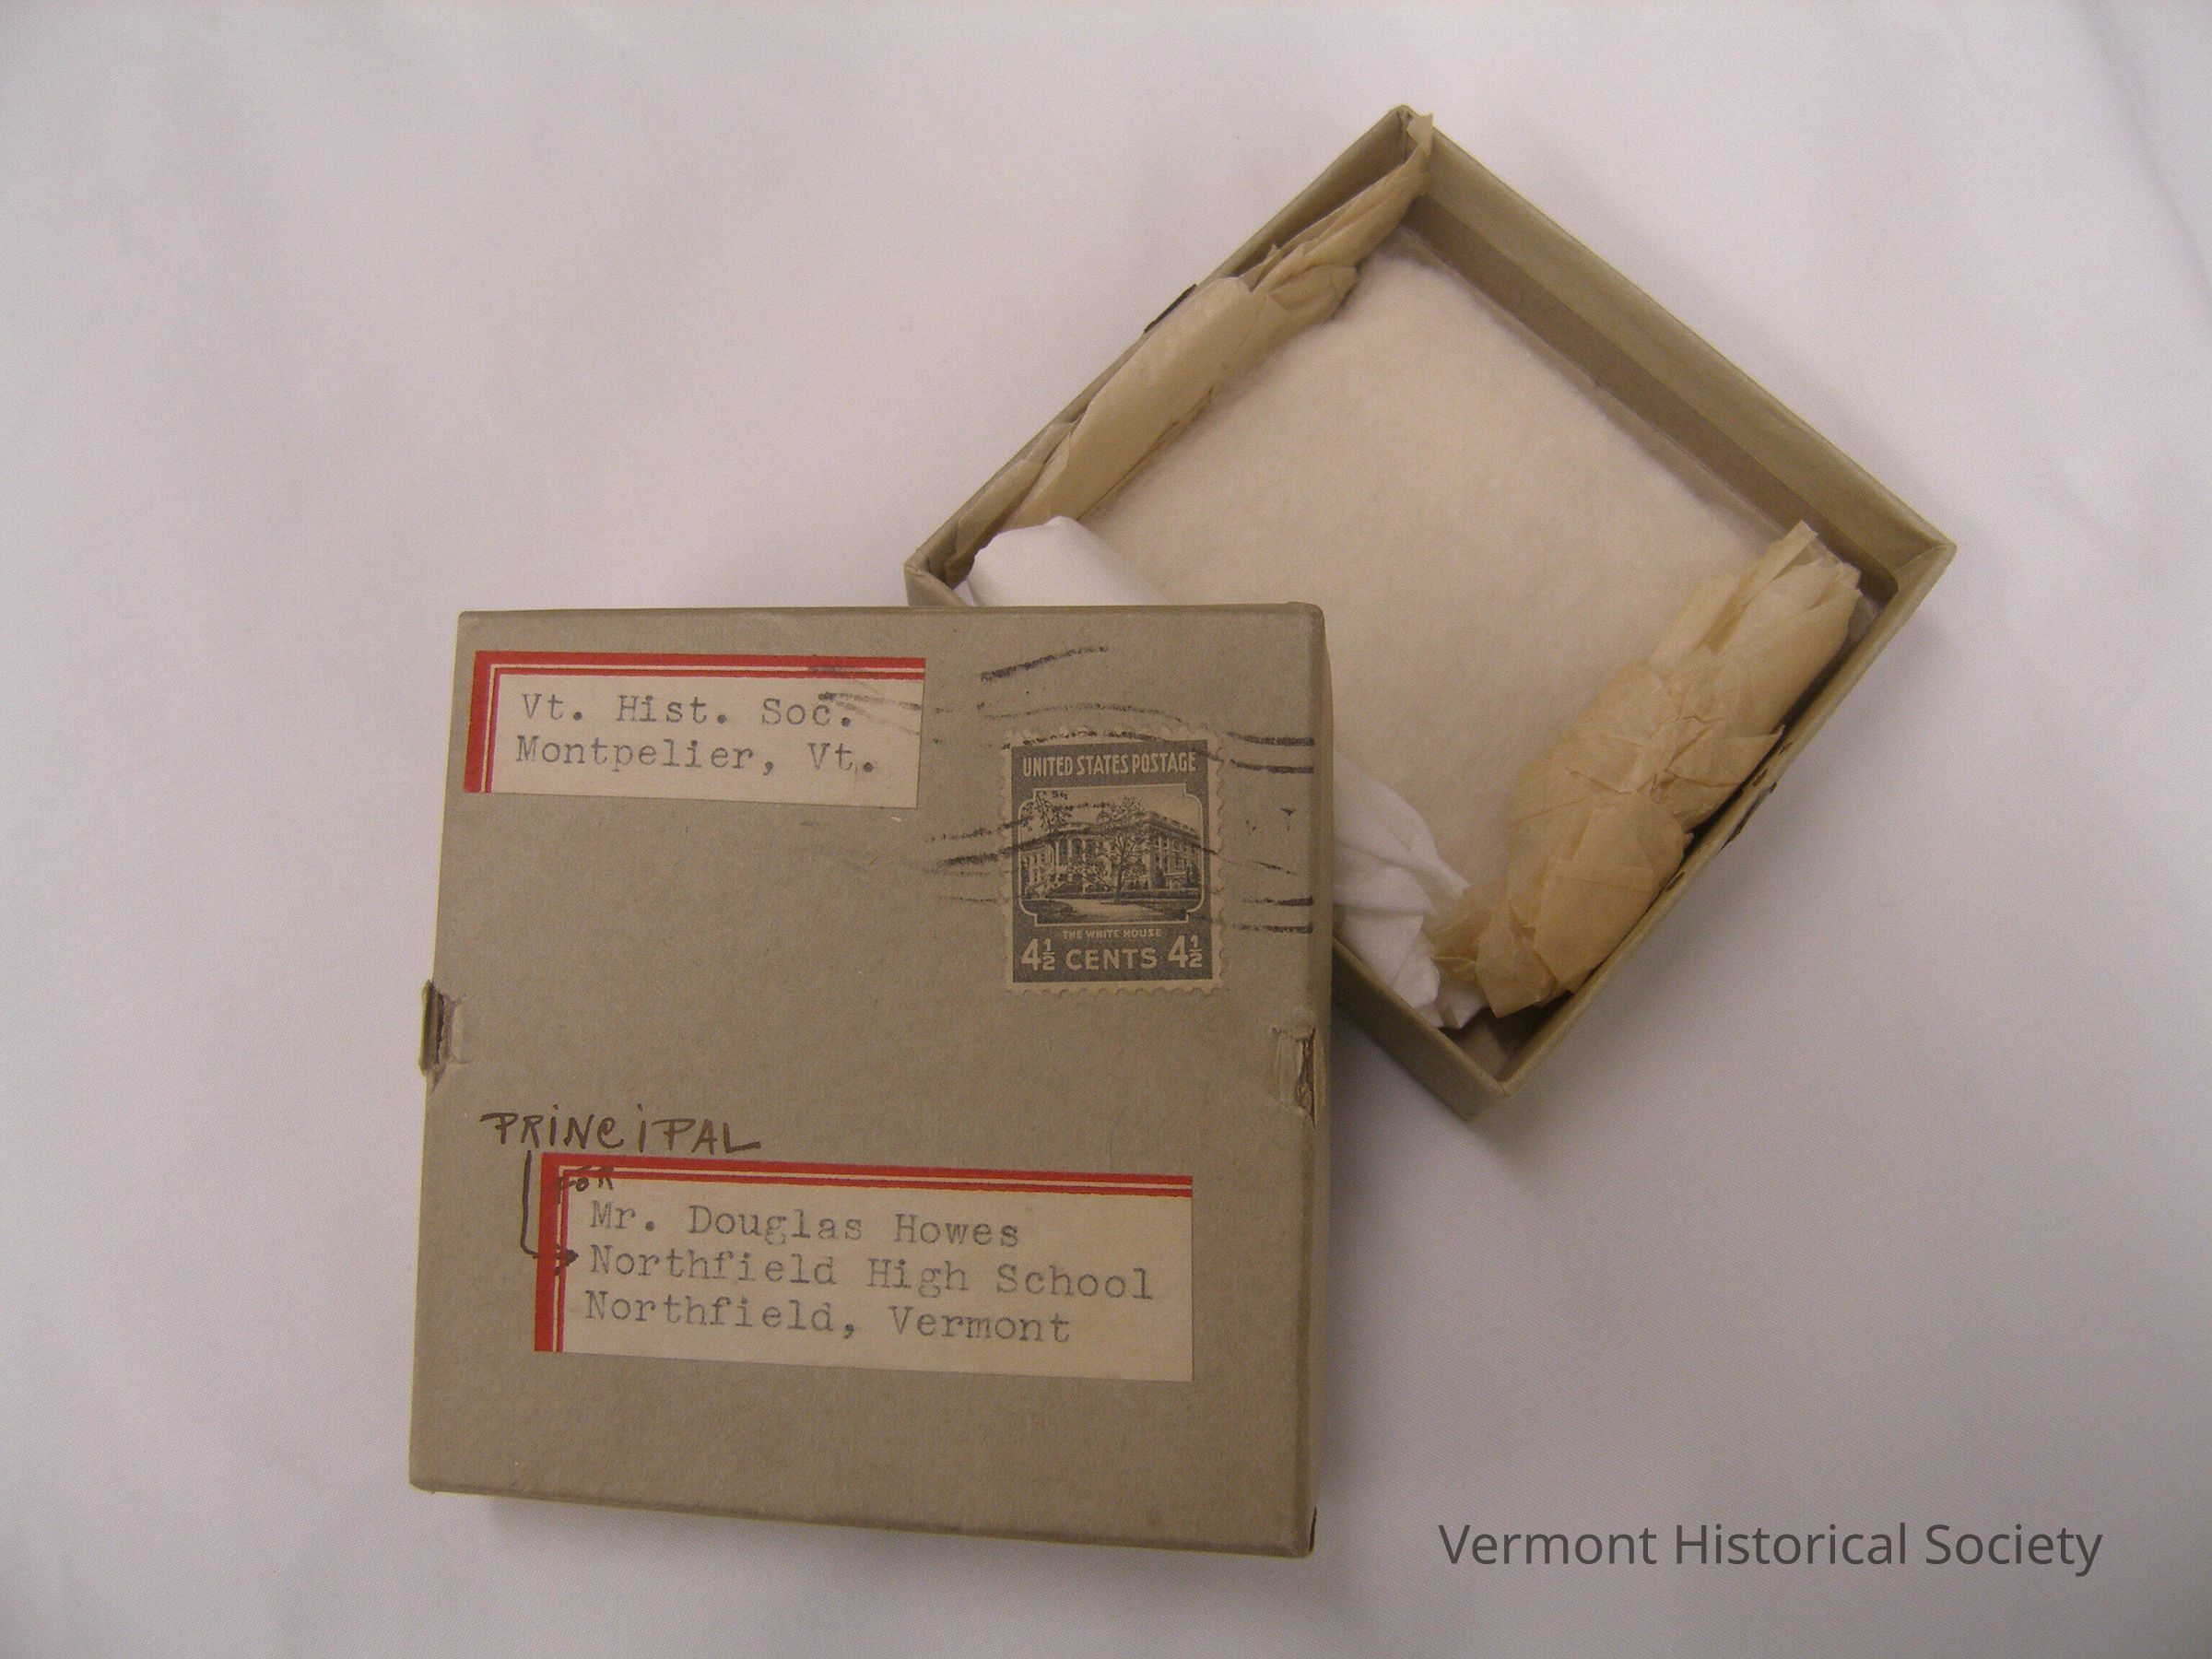 Vt. Hist. Soc.
Montpelier, Vt.
UNITED STATES POSTAGE
THE WHITE HOUSE
4½ CENTS 4½
PRINCIPAL
FOR
Mr. Douglas Howes
Northfield High School
Northfield, Vermont
Vermont Historical Society